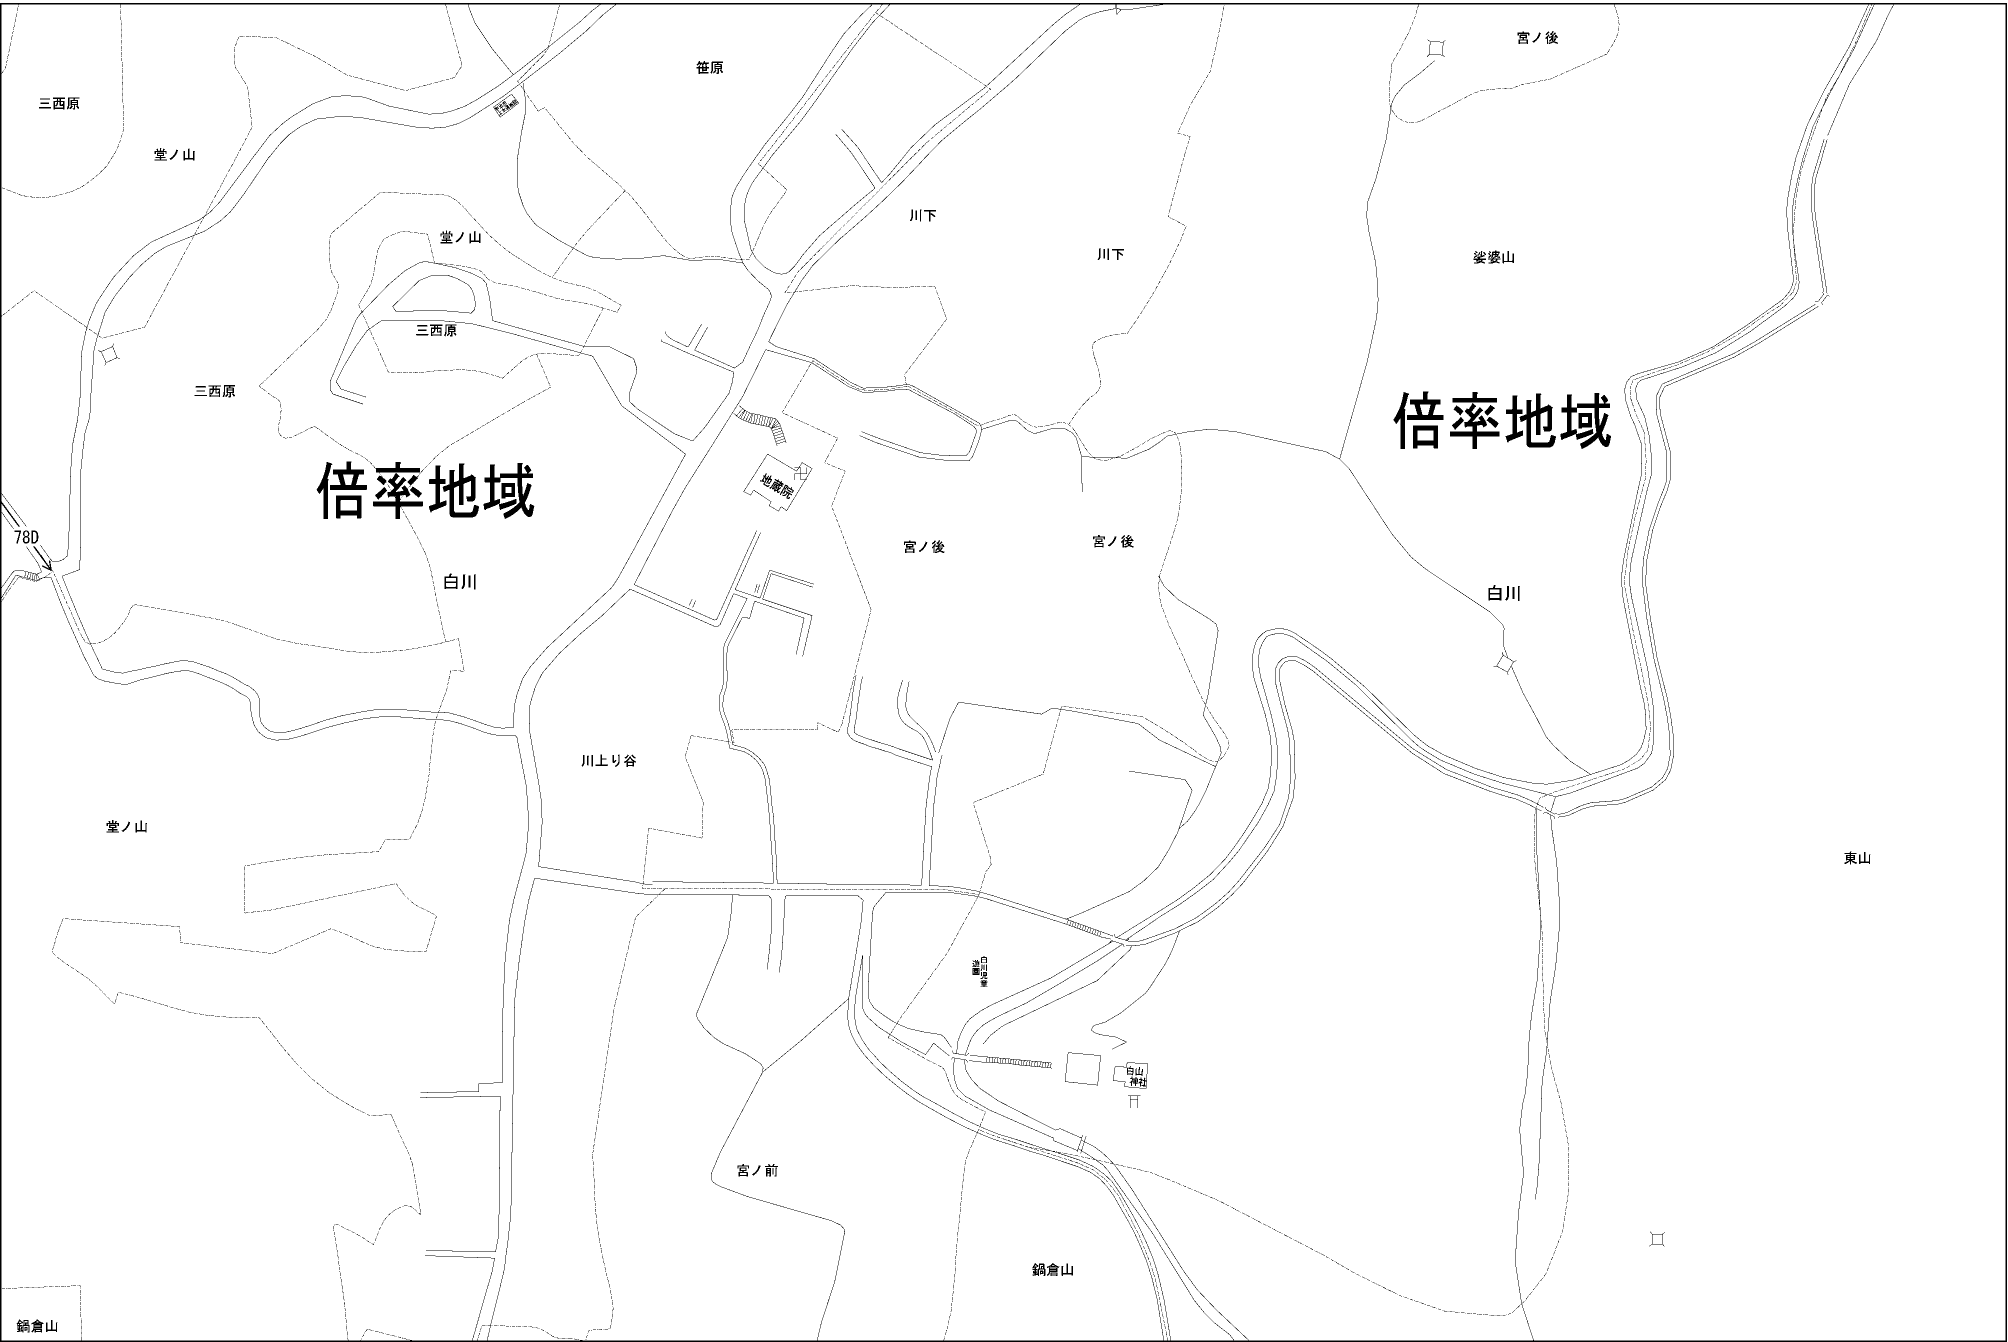 宮ノ後
笹原
三西原
堂ノ山
川下
堂ノ山
川下
娑婆山
三西原
三西原
倍率地域
倍率地域
地蔵院
78D
宮ノ後
宮ノ後
白川
白川
川上り谷
堂ノ山
東山
白川児童
遊園
白山
神社
宮ノ前
鍋倉山
鍋倉山